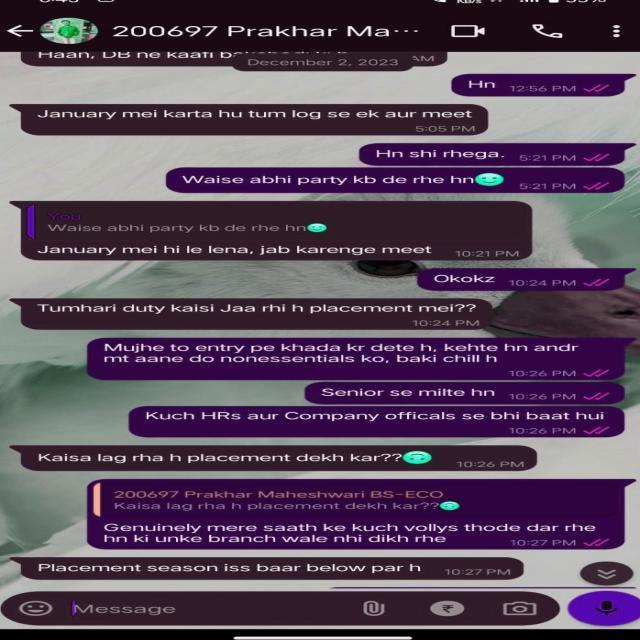 200697 Prakhar Ma...
Haan, DB ne kaafi
December 2, 2023
AM
Hn 12:56 PM
January mei karta hu tum log se ek aur meet
5:05 PM
Hn shi rhega. 5:21 PM
Waise abhi party kb de rhe hn🙃 5:21 PM
You
Waise abhi party kb de rhe hn🙃
January mei hi le lena, jab karenge meet 10:21 PM
Okokz 10:24 PM
Tumhari duty kaisi Jaa rhi h placement mei??
10:24 PM
Mujhe to entry pe khada kr dete h, kehte hn andr
mt aane do nonessentials ko, baki chill h
10:26 PM
Senior se milte hn 10:26 PM
Kuch HRs aur Company officals se bhi baat hui
10:26 PM
Kaisa lag rha h placement dekh kar??🙃 10:26 PM
200697 Prakhar Maheshwari BS-ECO
Kaisa lag rha h placement dekh kar??🙃
Genuinely mere saath ke kuch vollys thode dar rhe
hn ki unke branch wale nhi dikh rhe 10:27 PM
Placement season iss baar below par h 10:27 PM
Message